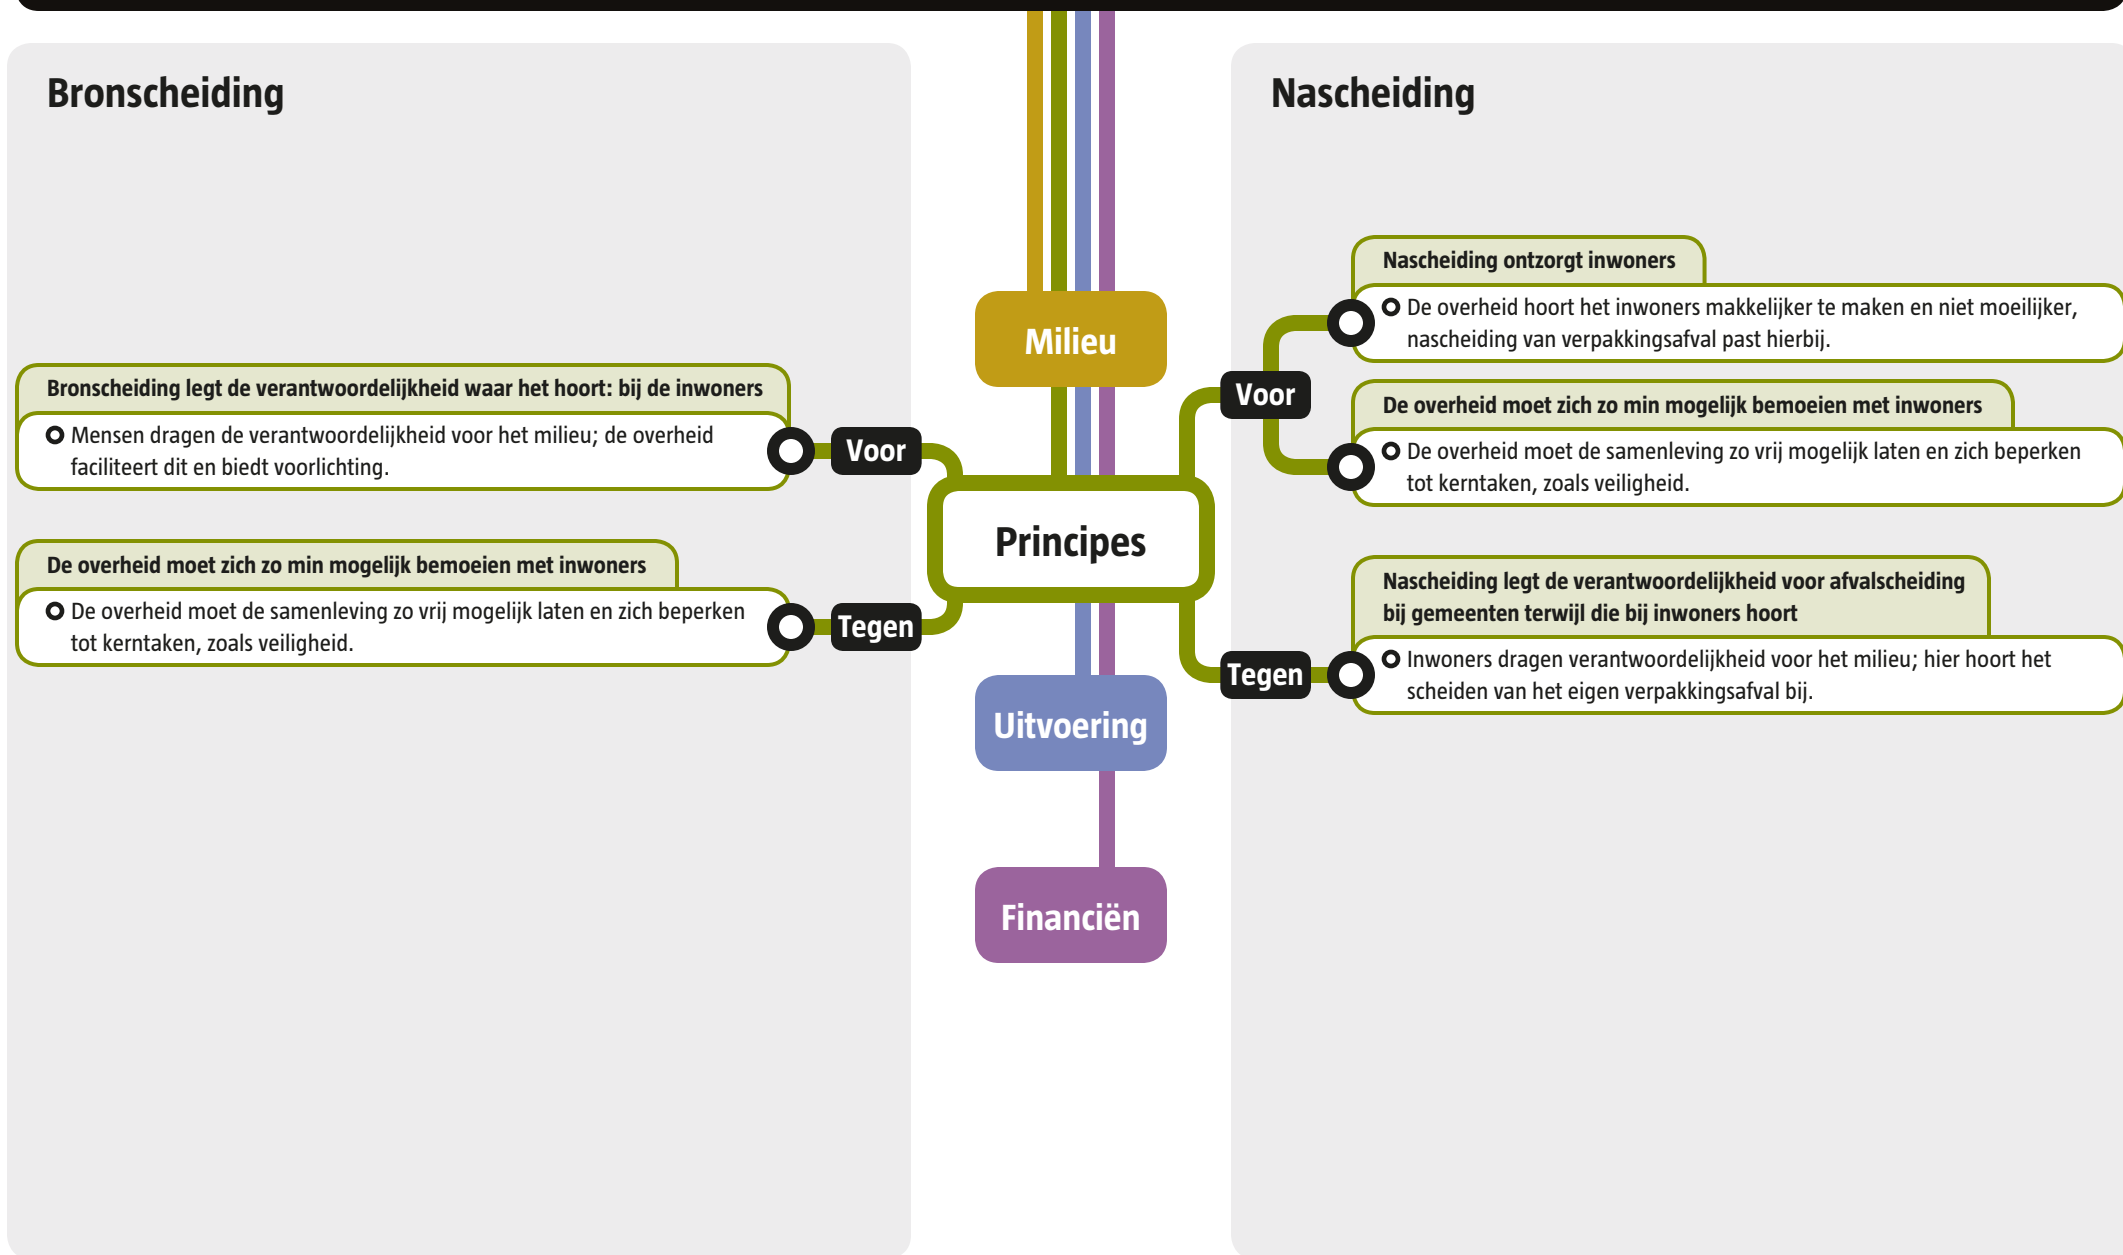 Bronscheiding
Bronscheiding legt de verantwoordelijkheid waar het hoort: bij de inwoners
Mensen dragen de verantwoordelijkheid voor het milieu; de overheid
faciliteert dit en biedt voorlichting.
Voor
De overheid moet zich zo min mogelijk bemoeien met inwoners
De overheid moet de samenleving zo vrij mogelijk laten en zich beperken
tot kerntaken, zoals veiligheid.
Tegen
Milieu
Principes
Uitvoering
Financiën
Nascheiding
Voor
Nascheiding ontzorgt inwoners
De overheid hoort het inwoners makkelijker te maken en niet moeilijker,
nascheiding van verpakkingsafval past hierbij.
De overheid moet zich zo min mogelijk bemoeien met inwoners
De overheid moet de samenleving zo vrij mogelijk laten en zich beperken
tot kerntaken, zoals veiligheid.
Tegen
Nascheiding legt de verantwoordelijkheid voor afvalscheiding
bij gemeenten terwijl die bij inwoners hoort
Inwoners dragen verantwoordelijkheid voor het milieu; hier hoort het
scheiden van het eigen verpakkingsafval bij.